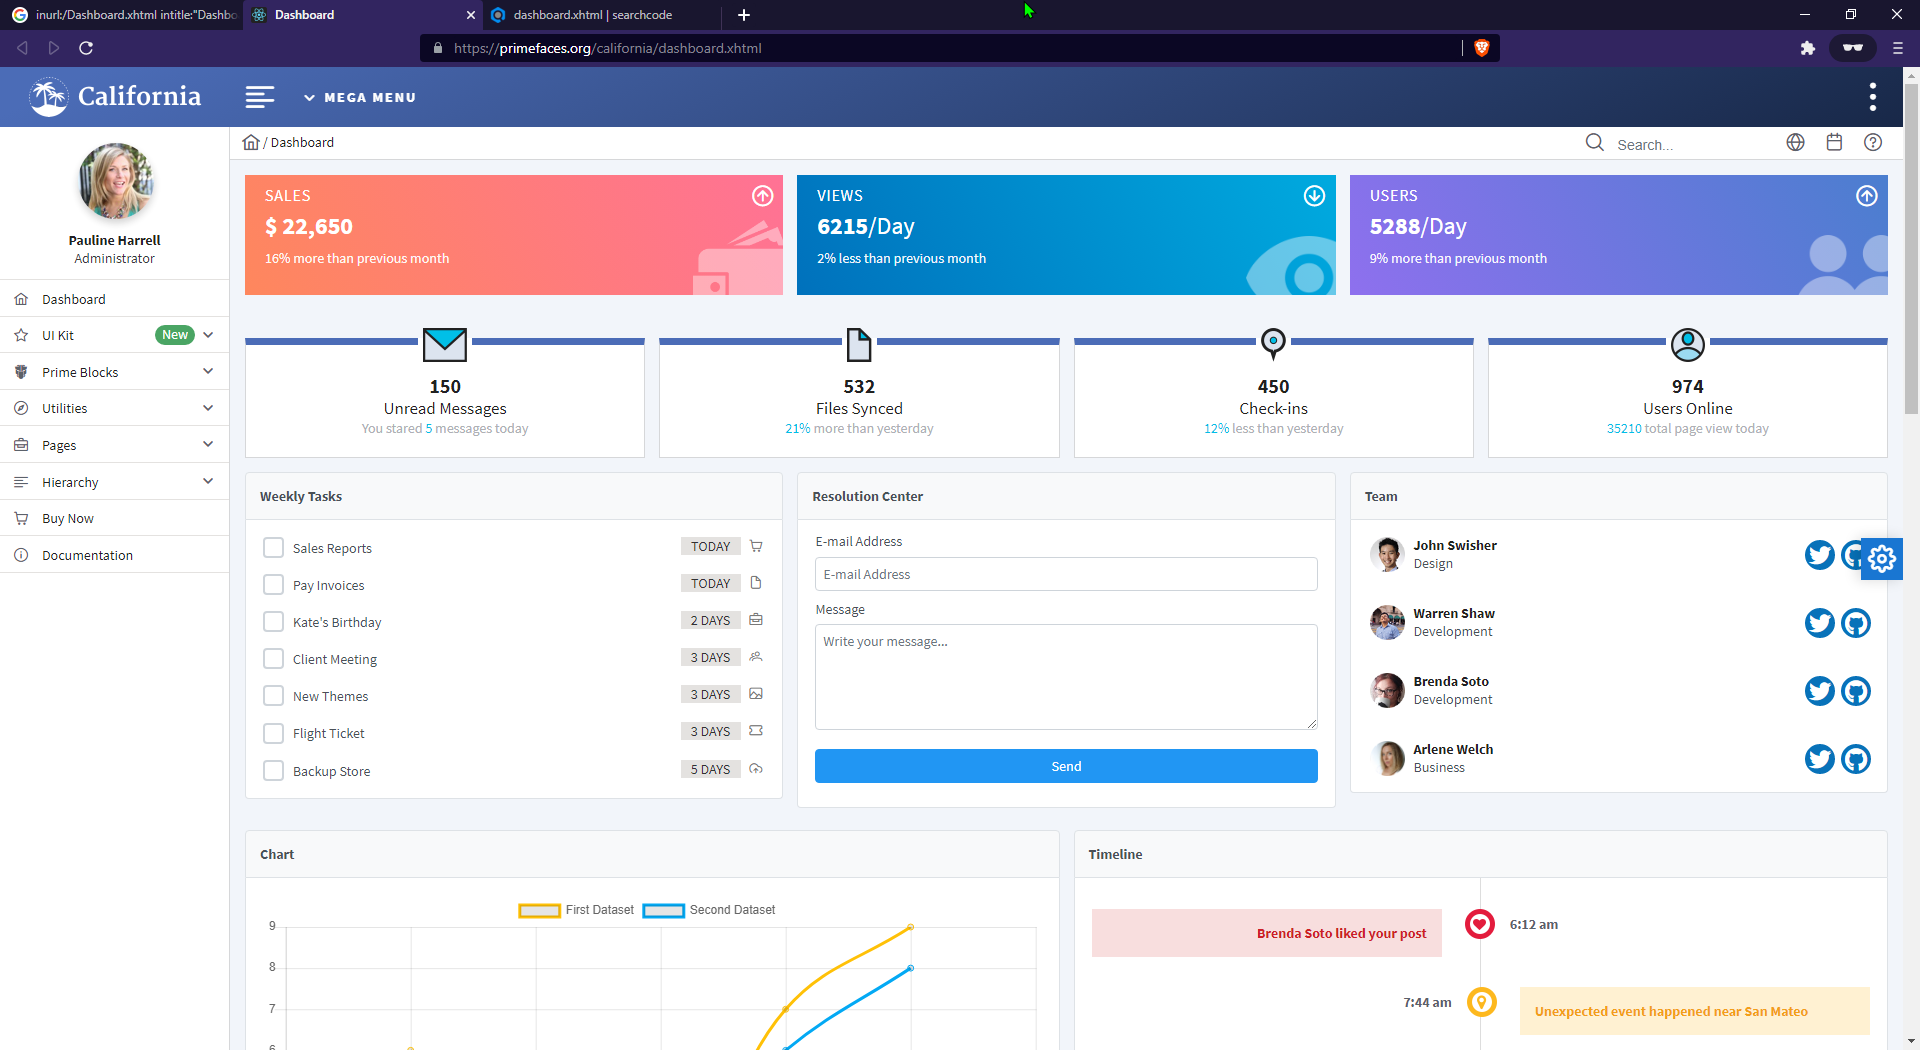 inurl:/Dashboard.xhtml intitle:"Dashbo
Dashboard
dashboard.xhtml | searchcode
https://primefaces.org/california/dashboard.xhtml
California
MEGA MENU
/ Dashboard
Search...
Pauline Harrell
Administrator
Dashboard
UI Kit
New
Prime Blocks
Utilities
Pages
Hierarchy
Buy Now
Documentation
SALES
$ 22,650
16% more than previous month
VIEWS
6215/Day
2% less than previous month
USERS
5288/Day
9% more than previous month
150
Unread Messages
You stared 5 messages today
532
Files Synced
21% more than yesterday
450
Check-ins
12% less than yesterday
974
Users Online
35210 total page view today
Weekly Tasks
Sales Reports
TODAY
Pay Invoices
TODAY
Kate's Birthday
2 DAYS
Client Meeting
3 DAYS
New Themes
3 DAYS
Flight Ticket
3 DAYS
Backup Store
5 DAYS
Resolution Center
E-mail Address
E-mail Address
Message
Write your message...
Send
Team
John Swisher
Design
Warren Shaw
Development
Brenda Soto
Development
Arlene Welch
Business
Chart
First Dataset
Second Dataset
9
8
7
6
Timeline
Brenda Soto liked your post
6:12 am
7:44 am
Unexpected event happened near San Mateo